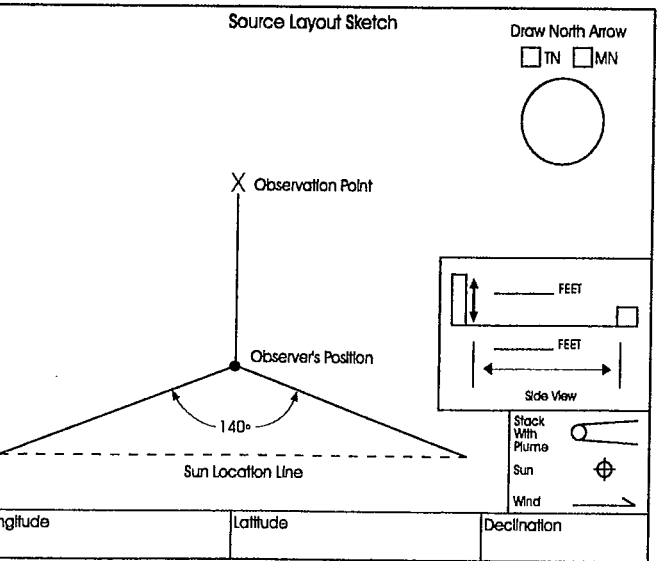 Source Layout Sketch
Draw North Arrow
TN MN
X Observation Point
FEET
Observer's Position
FEET
Side View
140°
Stack
With
Plume
Sun Location Line
Sun
Wind
ngitude Latitude Declination